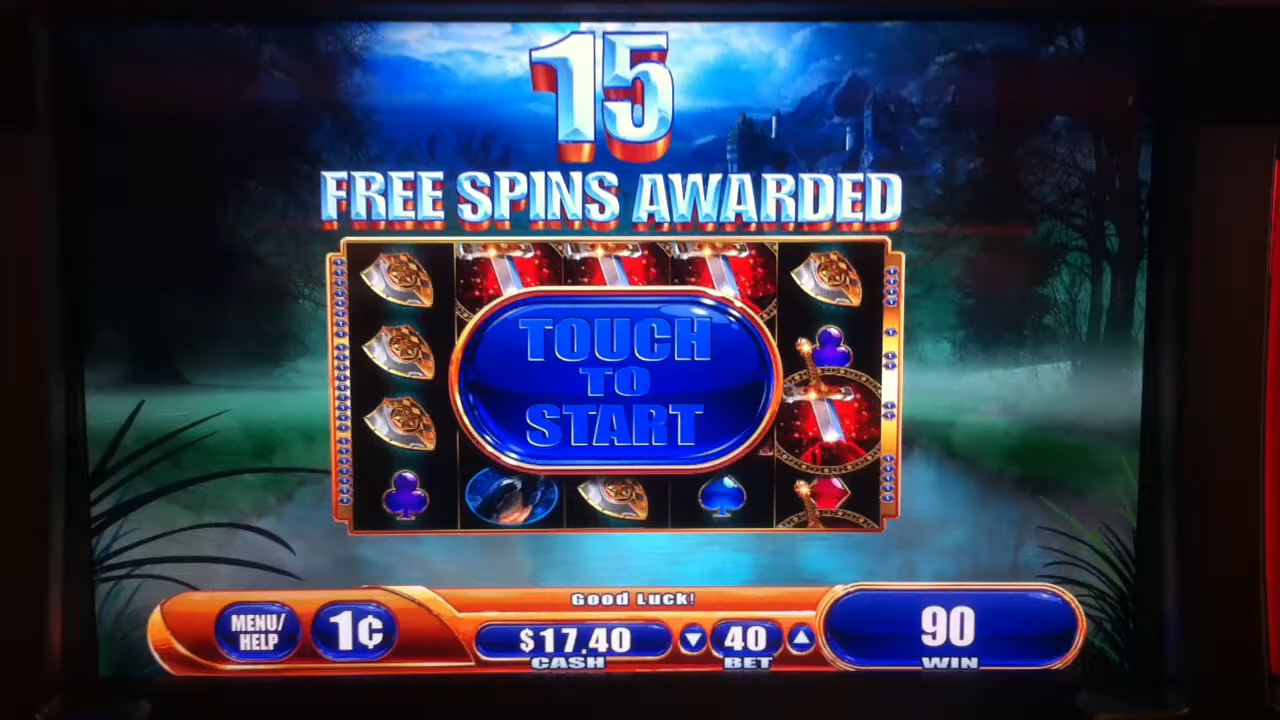 15
FREE SPINS AWARDED
TOUCH
TO
START
Good Luck!
MENU/
HELP
1¢
$17.40
CASH
40
BET
90
WIN